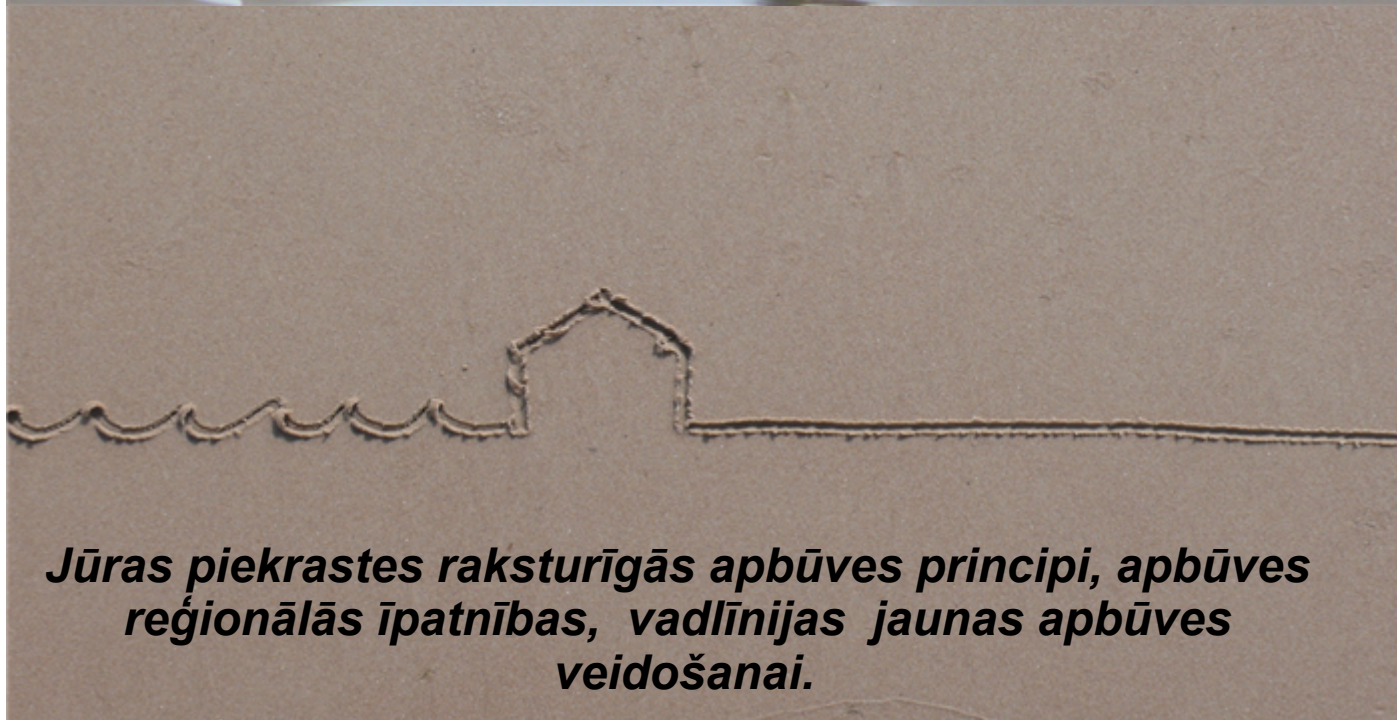 Jūras piekrastes raksturīgās apbūves principi, apbūves
reģionālās īpatnības, vadlīnijas jaunas apbūves
veidošanai.